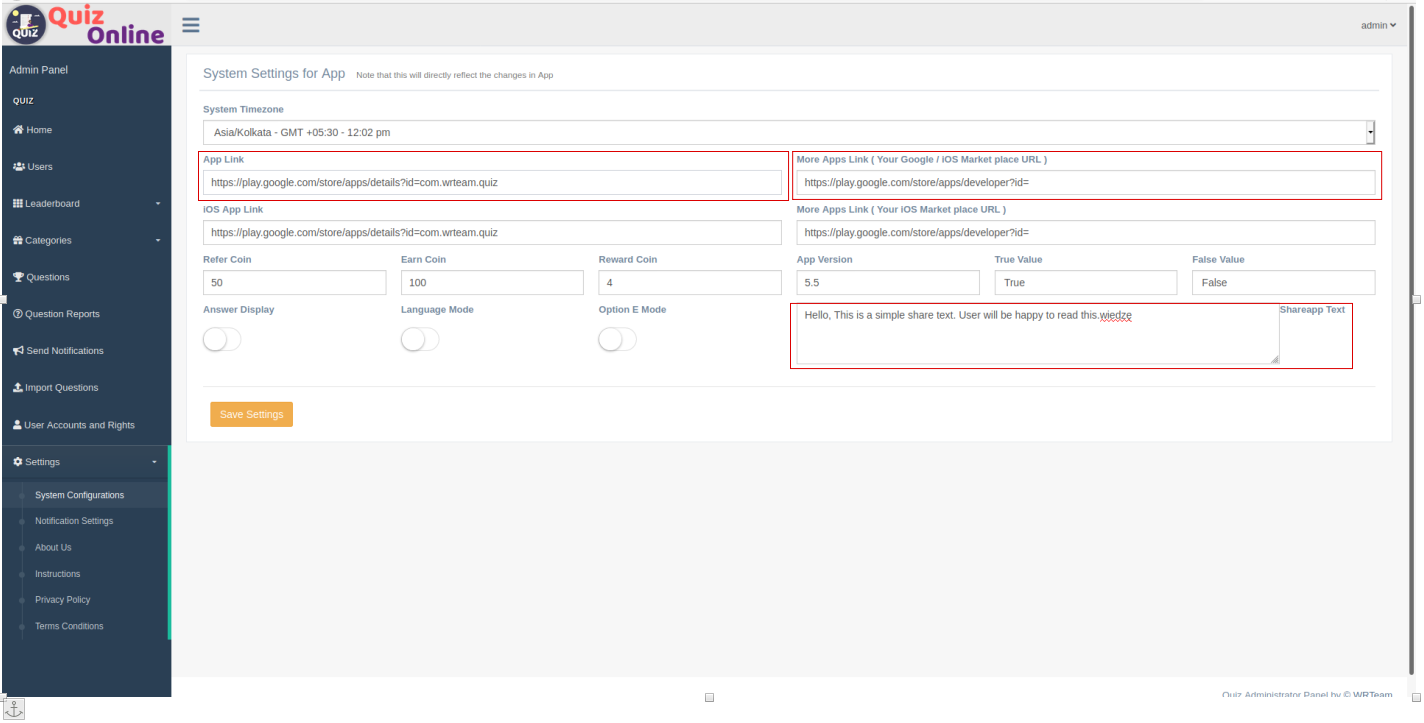 QUIZ
Quiz
Online
admin
Admin Panel
QUIZ
Home
Users
Leaderboard
Categories
Questions
Question Reports
Send Notifications
Import Questions
User Accounts and Rights
Settings
System Configurations
Notification Settings
About Us
Instructions
Privacy Policy
Terms Conditions
System Settings for App Note that this will directly reflect the changes in App
System Timezone
Asia/Kolkata - GMT +05:30 - 12:02 pm
App Link More Apps Link ( Your Google / iOS Market place URL )
https://play.google.com/store/apps/details?id=com.wrteam.quiz https://play.google.com/store/apps/developer?id=
iOS App Link More Apps Link ( Your iOS Market place URL )
https://play.google.com/store/apps/details?id=com.wrteam.quiz https://play.google.com/store/apps/developer?id=
Refer Coin Earn Coin Reward Coin App Version True Value False Value
50 100 4 5.5 True False
Answer Display Language Mode Option E Mode Shareapp Text
Hello, This is a simple share text. User will be happy to read this.wiedzę
Save Settings
Quiz Administrator Panel by © WRTeam